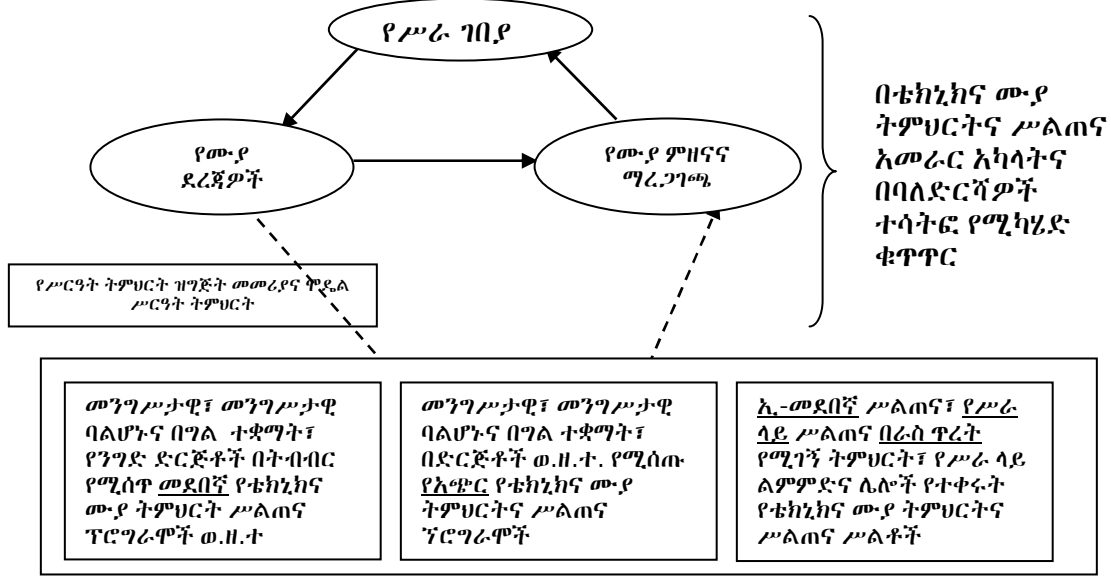 የሥራ ገበያ
የሙያ
ደረጃዎች
የሙያ ምዘናና
ማረጋገጫ
በቴክኒክና ሙያ
ትምህርትና ሥልጠና
አመራር አካላትና
በባለድርሻዎች
ተሳትፎ የሚካሄድ
ቁጥጥር
የሥርዓት ትምህርት ዝግጅት መመሪያና ሞዴል
ሥርዓት ትምህርት
መንግሥታዊ፣ መንግሥታዊ
ባልሆኑና በግል ተቋማት፣
የንግድ ድርጅቶች በትብብር
የሚሰጥ መደበኛ የቴክኒክና
ሙያ ትምህርት ሥልጠና
ፕሮግራሞች ወ.ዘ.ተ
መንግሥታዊ፣ መንግሥታዊ
ባልሆኑና በግል ተቋማት፣
በድርጅቶች ወ.ዘ.ተ. የሚሰጡ
የአጭር የቴክኒክና ሙያ
ትምህርትና ሥልጠና
ኘሮግራሞች
ኢ-መደበኛ ሥልጠና፣ የሥራ
ላይ ሥልጠና በራስ ጥረት
የሚገኝ ትምህርት፣ የሥራ ላይ
ልምምድና ሌሎች የተቀሩት
የቴክኒክና ሙያ ትምህርትና
ሥልጠና ሥልቶች